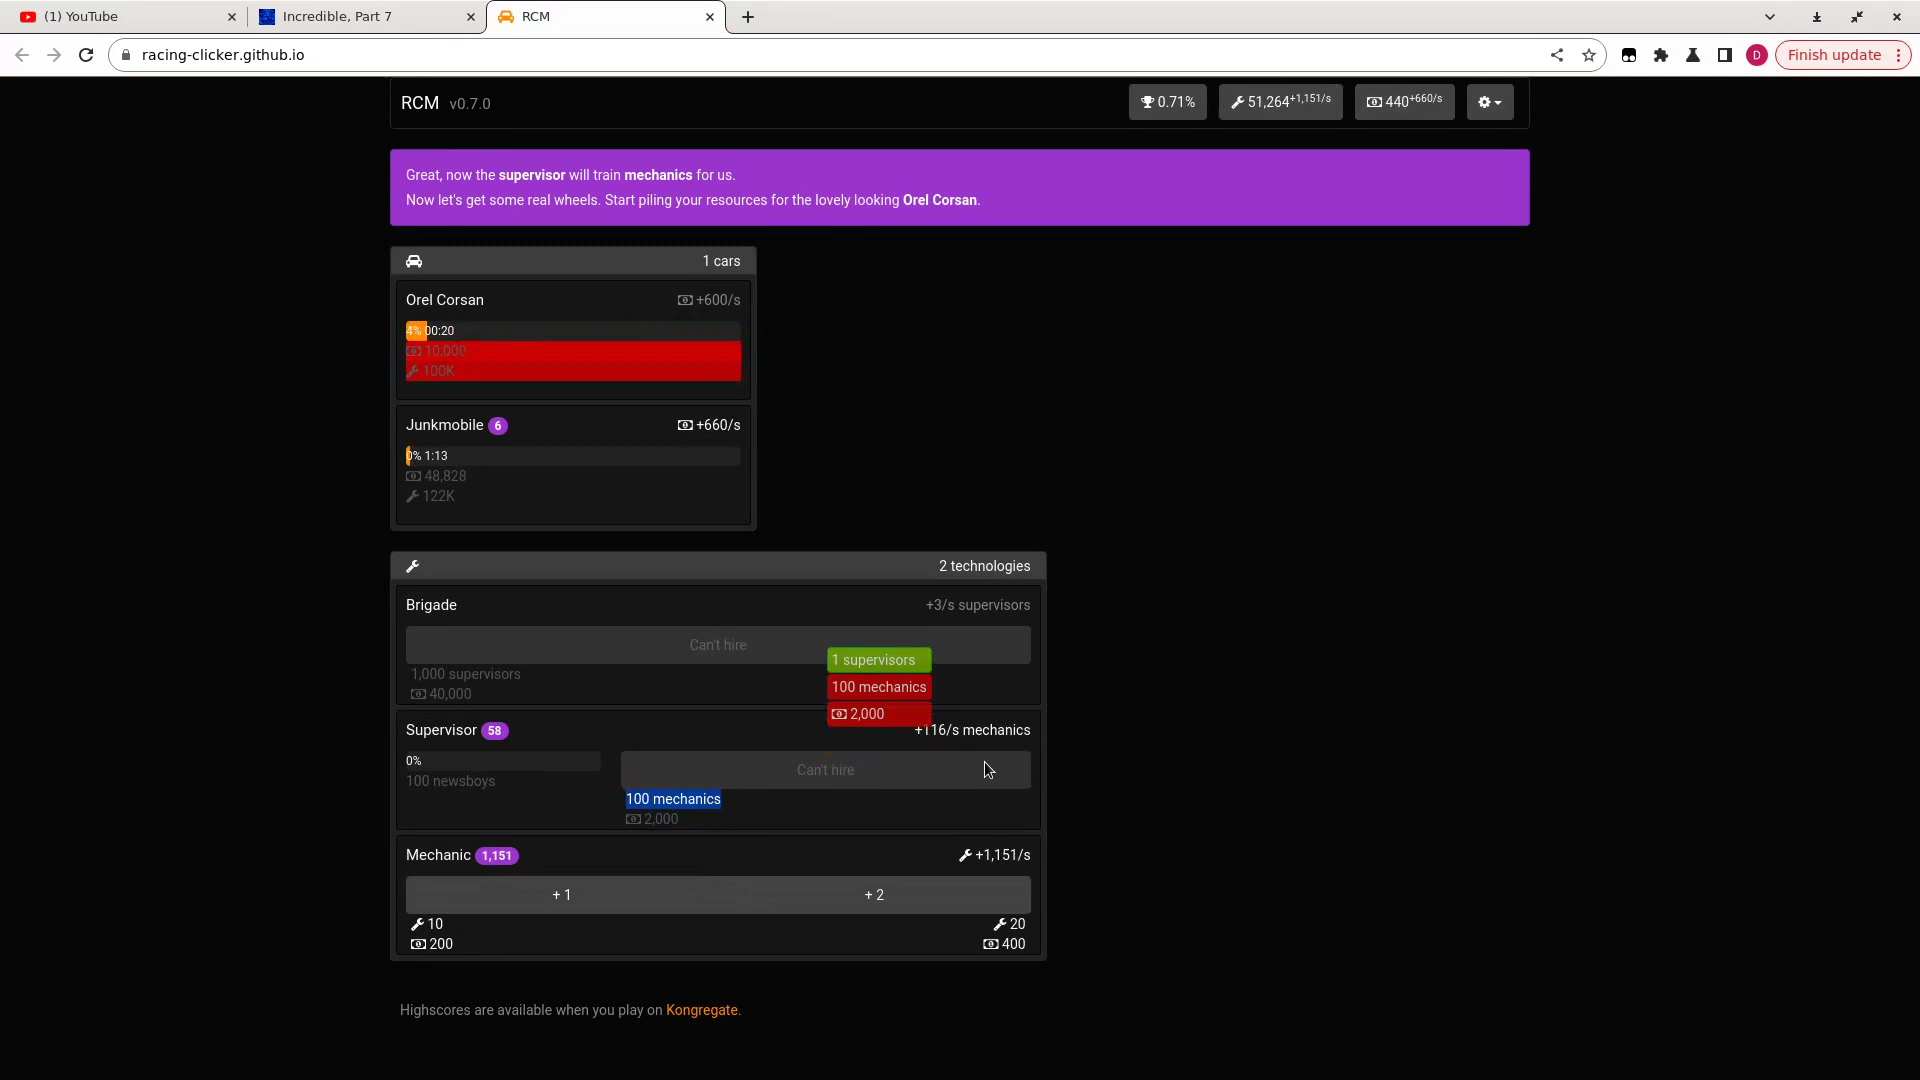 (1) YouTube
Incredible, Part 7
RCM
racing-clicker.github.io
D
Finish update
RCM v0.7.0
0.71%
51,264+1,151/s
440+660/s
Great, now the supervisor will train mechanics for us.
Now let's get some real wheels. Start piling your resources for the lovely looking Orel Corsan.
1 cars
Orel Corsan
+600/s
4% 00:20
10,000
100K
Junkmobile 6
+660/s
0% 1:13
48,828
122K
2 technologies
Brigade
+3/s supervisors
Can't hire
1,000 supervisors
40,000
1 supervisors
100 mechanics
2,000
Supervisor 58
+116/s mechanics
0%
100 newsboys
Can't hire
100 mechanics
2,000
Mechanic 1,151
+1,151/s
+ 1
+ 2
10
20
200
400
Highscores are available when you play on Kongregate.